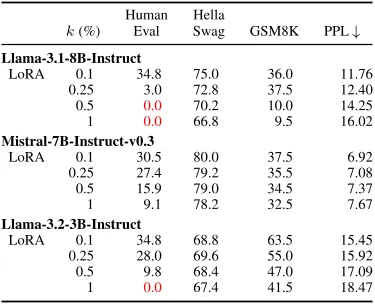 Human Hella
k (%) Eval Swag GSM8K PPL ↓
Llama-3.1-8B-Instruct
LoRA 0.1 34.8 75.0 36.0 11.76
0.25 3.0 72.8 37.5 12.40
0.5 0.0 70.2 10.0 14.25
1 0.0 66.8 9.5 16.02
Mistral-7B-Instruct-v0.3
LoRA 0.1 30.5 80.0 37.5 6.92
0.25 27.4 79.2 35.5 7.08
0.5 15.9 79.0 34.5 7.37
1 9.1 78.2 32.5 7.67
Llama-3.2-3B-Instruct
LoRA 0.1 34.8 68.8 63.5 15.45
0.25 28.0 69.6 55.0 15.92
0.5 9.8 68.4 47.0 17.09
1 0.0 67.4 41.5 18.47